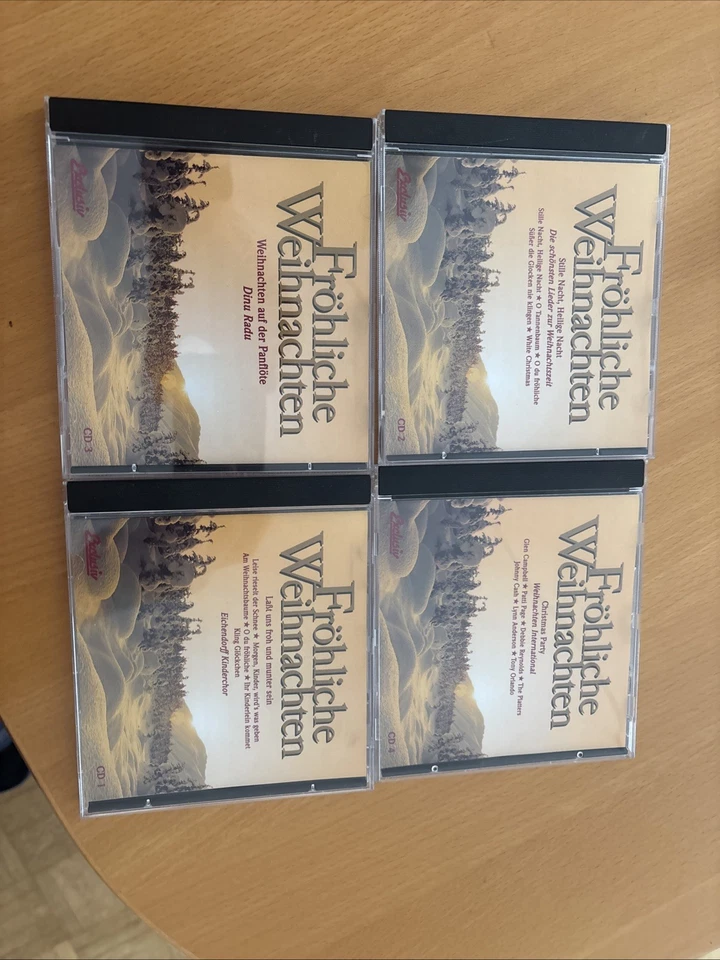 Fröhliche
Weihnachten
Weihnachten auf der Panflöte
Dinu Radu
CD 3
Fröhliche
Weihnachten
Stille Nacht, Heilige Nacht
Die schönsten Lieder zur Weihnachtszeit
Stille Nacht, Heilige Nacht ★ O Tannenbaum ★ O du fröhliche
Süßer die Glocken nie klingen ★ White Christmas
CD 2
Fröhliche
Weihnachten
Laßt uns froh und munter sein
Leise rieselt der Schnee ★ Morgen, Kinder, wird's was geben
Am Weihnachtsbaume ★ O du fröhliche ★ Ihr Kinderlein kommet
Kling Glöckchen
Eichendorff Kinderchor
CD 1
Fröhliche
Weihnachten
Christmas Party
Weihnachten International
Glen Campbell ★ Patti Page ★ Debbie Reynolds ★ The Platters
Johnny Cash ★ Lynn Anderson ★ Tony Orlando
CD